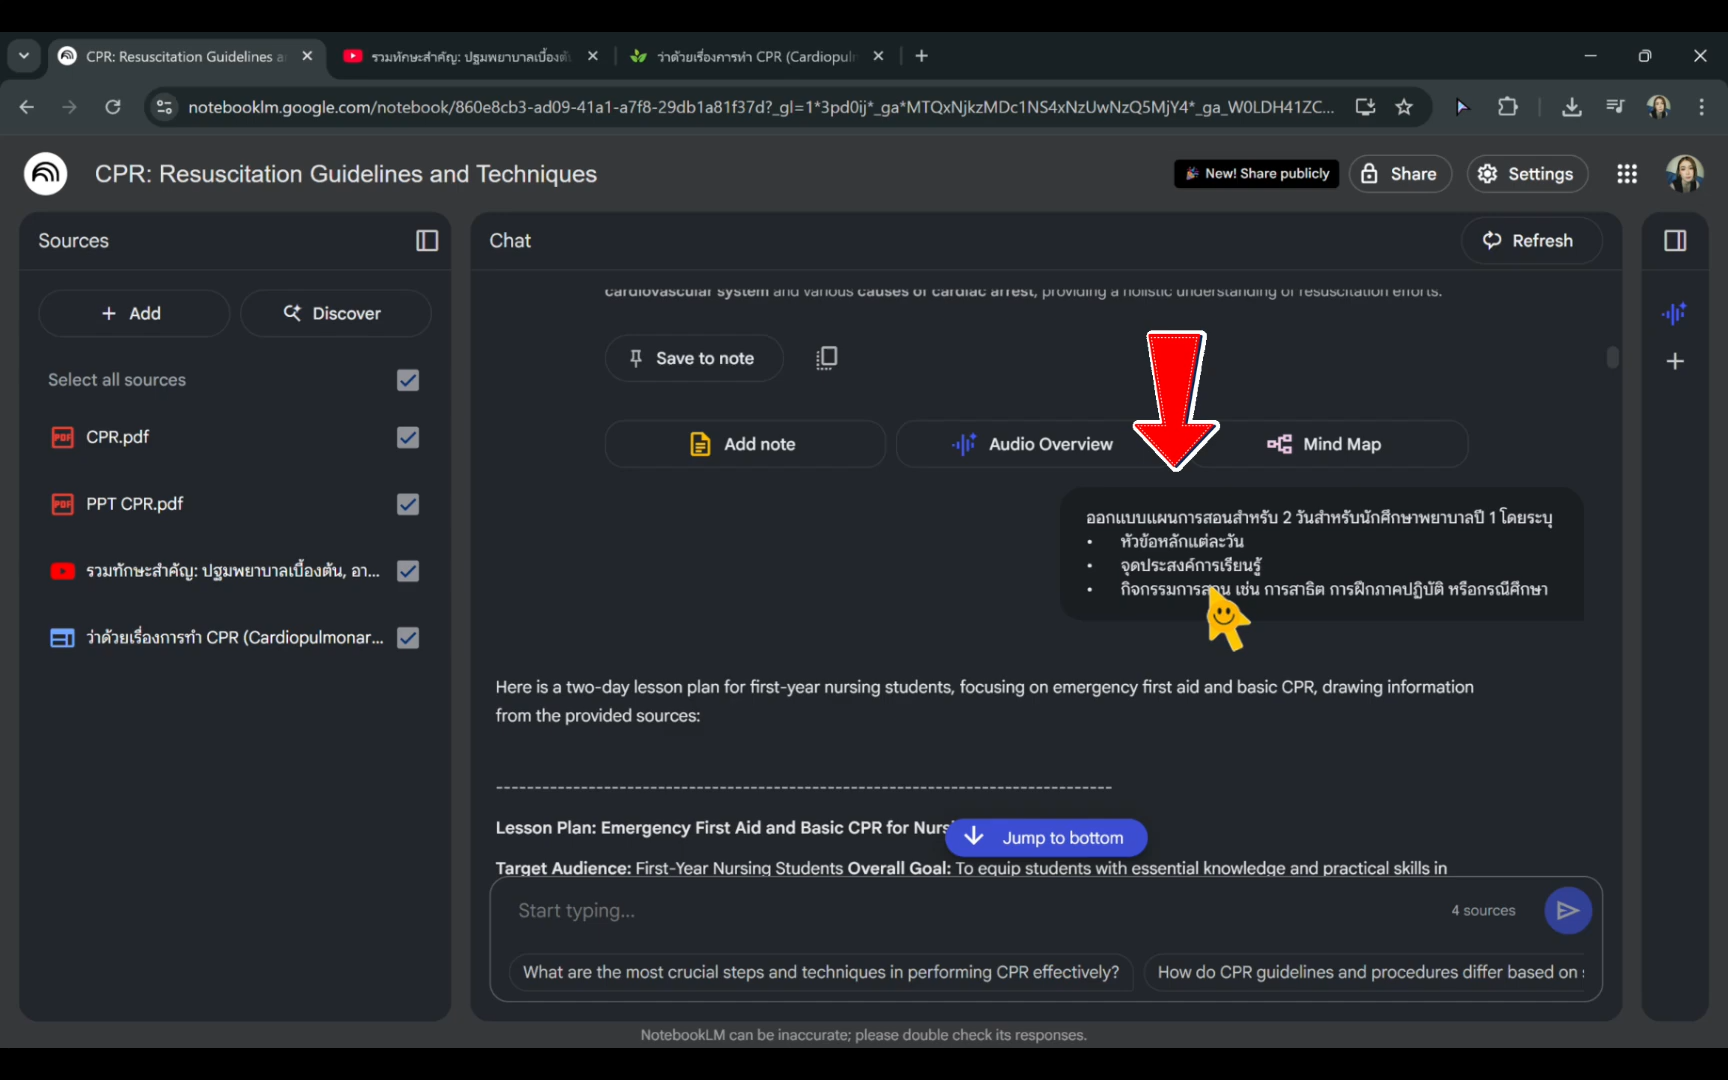 CPR: Resuscitation Guidelines a
รวมทักษะสำคัญ: ปฐมพยาบาลเบื้องต้
ว่าด้วยเรื่องการทำ CPR (Cardiopul
notebooklm.google.com/notebook/860e8cb3-ad09-41a1-a7f8-29db1a81f37d?_gl=1*3pd0ij*_ga*MTQxNjkzMDc1NS4xNzUwNzQ5MjY4*_ga_W0LDH41ZC...
CPR: Resuscitation Guidelines and Techniques
New! Share publicly
Share
Settings
Sources
Chat
Refresh
cardiovascular system and various causes of cardiac arrest, providing a holistic understanding of resuscitation efforts.
+ Add
Discover
Save to note
Select all sources
CPR.pdf
Add note
Audio Overview
Mind Map
PPT CPR.pdf
ออกแบบแผนการสอนสำหรับ 2 วันสำหรับนักศึกษาพยาบาลปี 1 โดยระบุ
• หัวข้อหลักแต่ละวัน
• จุดประสงค์การเรียนรู้
• กิจกรรมการสอน เช่น การสาธิต การฝึกภาคปฏิบัติ หรือกรณีศึกษา
รวมทักษะสำคัญ: ปฐมพยาบาลเบื้องต้น, อา...
ว่าด้วยเรื่องการทำ CPR (Cardiopulmonar...
Here is a two-day lesson plan for first-year nursing students, focusing on emergency first aid and basic CPR, drawing information
from the provided sources:
--------------------------------------------------------------------------------
Lesson Plan: Emergency First Aid and Basic CPR for Nurs
Jump to bottom
Target Audience: First-Year Nursing Students Overall Goal: To equip students with essential knowledge and practical skills in
Start typing...
4 sources
What are the most crucial steps and techniques in performing CPR effectively?
How do CPR guidelines and procedures differ based on
NotebookLM can be inaccurate; please double check its responses.